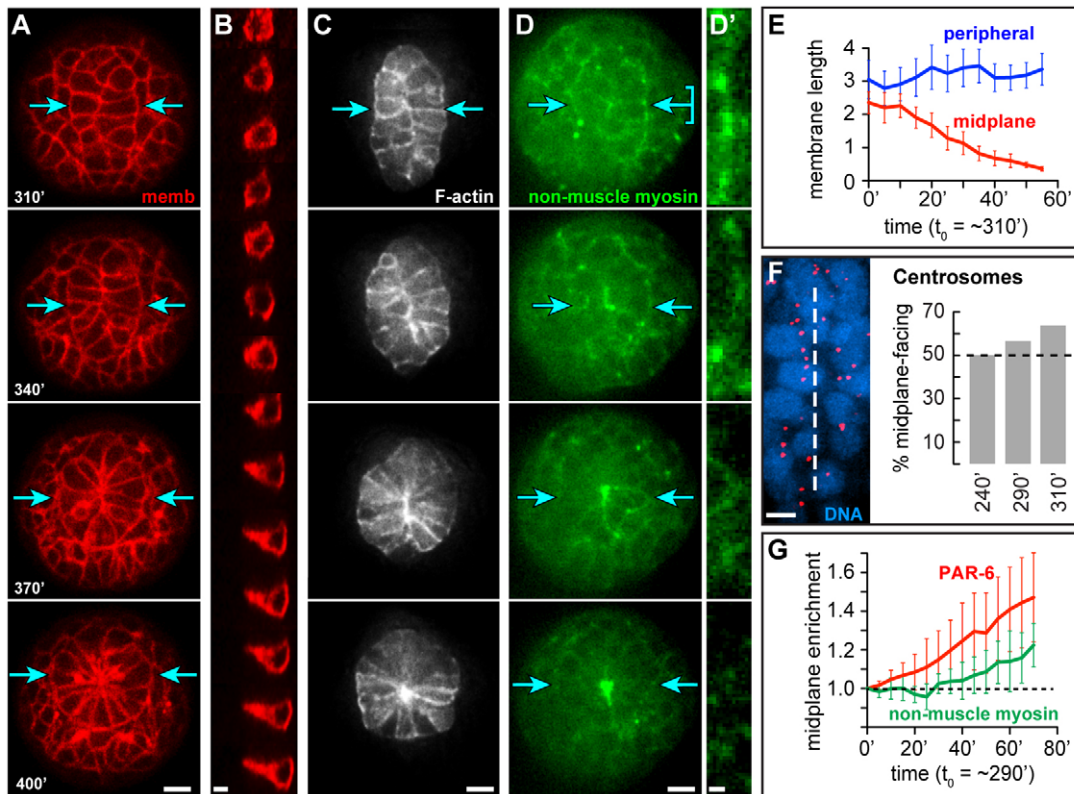 A
B
C
D
D'
310'
memb
F-actin
non-muscle myosin
340'
370'
400'
E
peripheral
midplane
membrane length
4
3
2
1
0
0' 20' 40' 60'
time (t0 = ~310')
F
DNA
Centrosomes
% midplane-facing
70
50
30
10
240' 290' 310'
G
PAR-6
non-muscle myosin
midplane enrichment
1.6
1.4
1.2
1.0
0' 20' 40' 60' 80'
time (t0 = ~290')